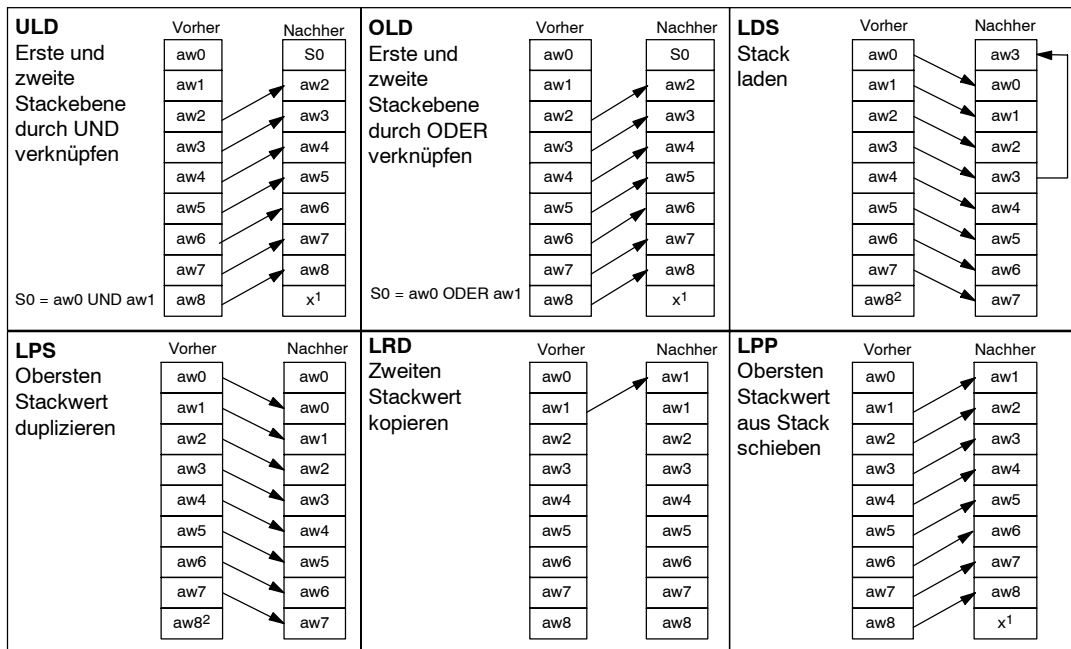 ULD
Erste und
zweite
Stackebene
durch UND
verknüpfen
S0 = aw0 UND aw1
Vorher
aw0
aw1
aw2
aw3
aw4
aw5
aw6
aw7
aw8
Nachher
S0
aw2
aw3
aw4
aw5
aw6
aw7
aw8
x¹
OLD
Erste und
zweite
Stackebene
durch ODER
verknüpfen
S0 = aw0 ODER aw1
Vorher
aw0
aw1
aw2
aw3
aw4
aw5
aw6
aw7
aw8
Nachher
S0
aw2
aw3
aw4
aw5
aw6
aw7
aw8
x¹
LDS
Stack
laden
Vorher
aw0
aw1
aw2
aw3
aw4
aw5
aw6
aw7
aw8²
Nachher
aw3
aw0
aw1
aw2
aw3
aw4
aw5
aw6
aw7
LPS
Obersten
Stackwert
duplizieren
Vorher
aw0
aw1
aw2
aw3
aw4
aw5
aw6
aw7
aw8²
Nachher
aw0
aw0
aw1
aw2
aw3
aw4
aw5
aw6
aw7
LRD
Zweiten
Stackwert
kopieren
Vorher
aw0
aw1
aw2
aw3
aw4
aw5
aw6
aw7
aw8
Nachher
aw1
aw1
aw2
aw3
aw4
aw5
aw6
aw7
aw8
LPP
Obersten
Stackwert
aus Stack
schieben
Vorher
aw0
aw1
aw2
aw3
aw4
aw5
aw6
aw7
aw8
Nachher
aw1
aw2
aw3
aw4
aw5
aw6
aw7
aw8
x¹